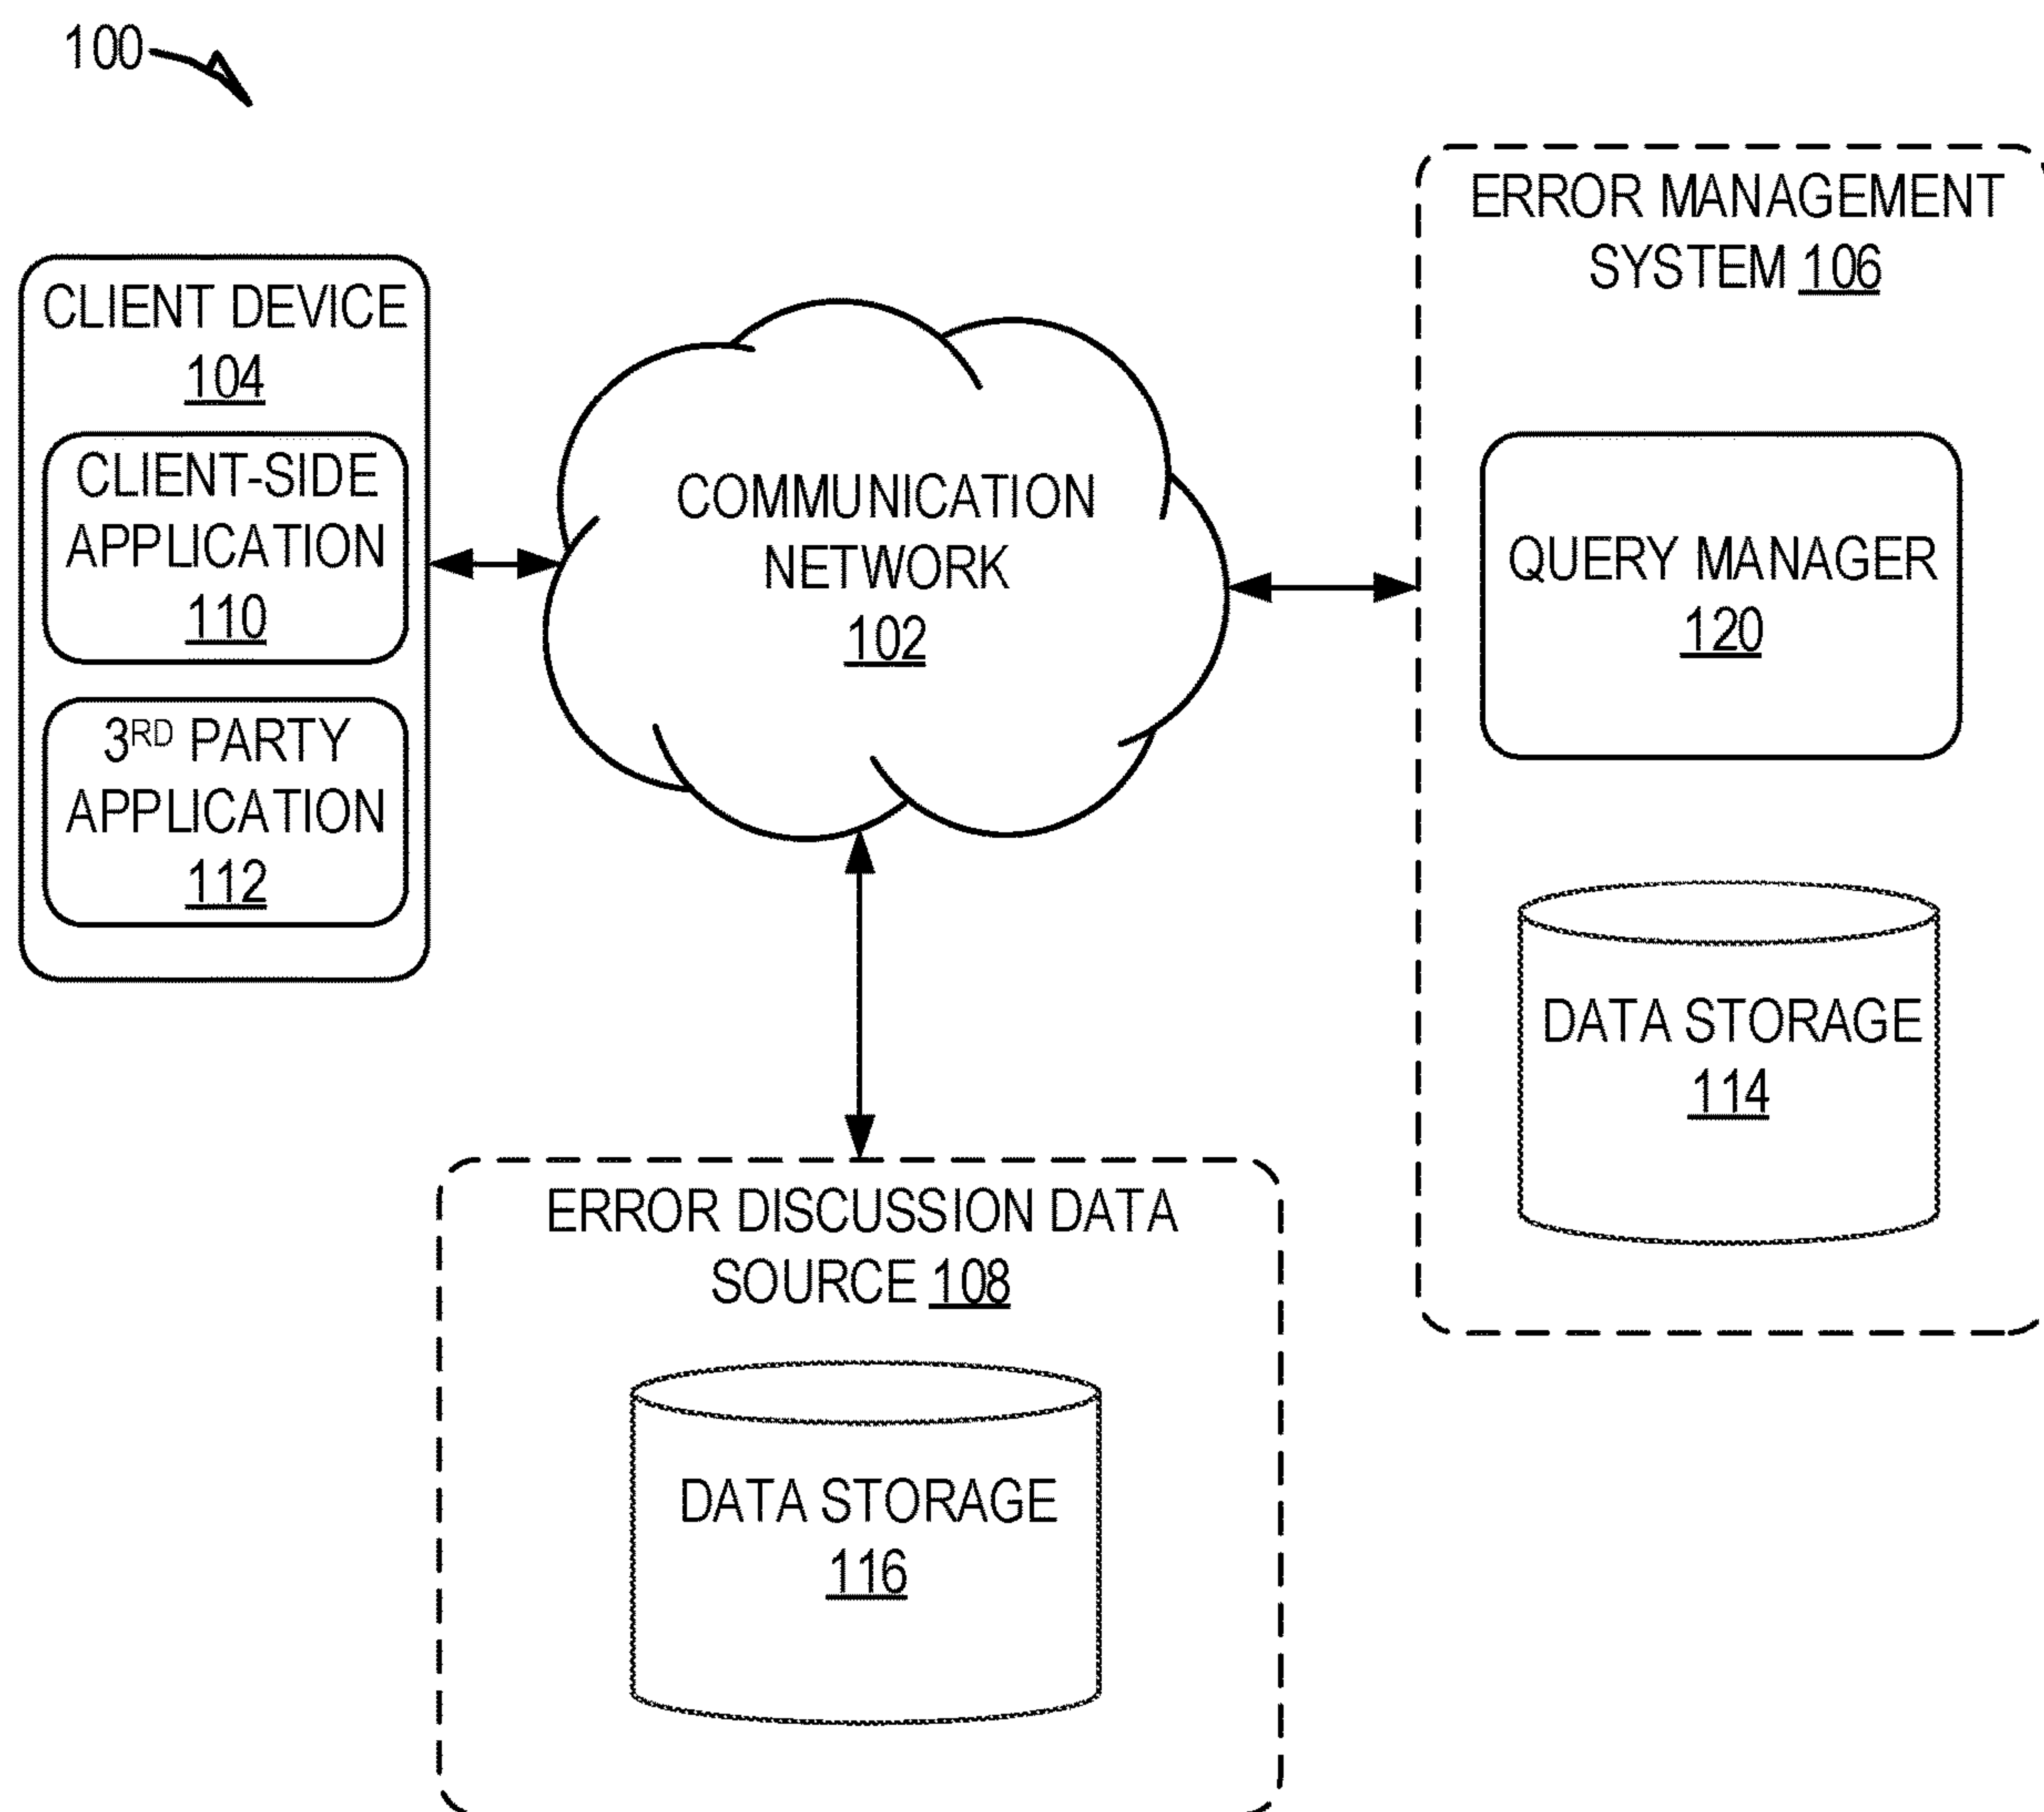 100
CLIENT DEVICE
104
CLIENT-SIDE
APPLICATION
110
3RD PARTY
APPLICATION
112
COMMUNICATION
NETWORK
102
ERROR MANAGEMENT
SYSTEM 106
QUERY MANAGER
120
DATA STORAGE
114
ERROR DISCUSSION DATA
SOURCE 108
DATA STORAGE
116